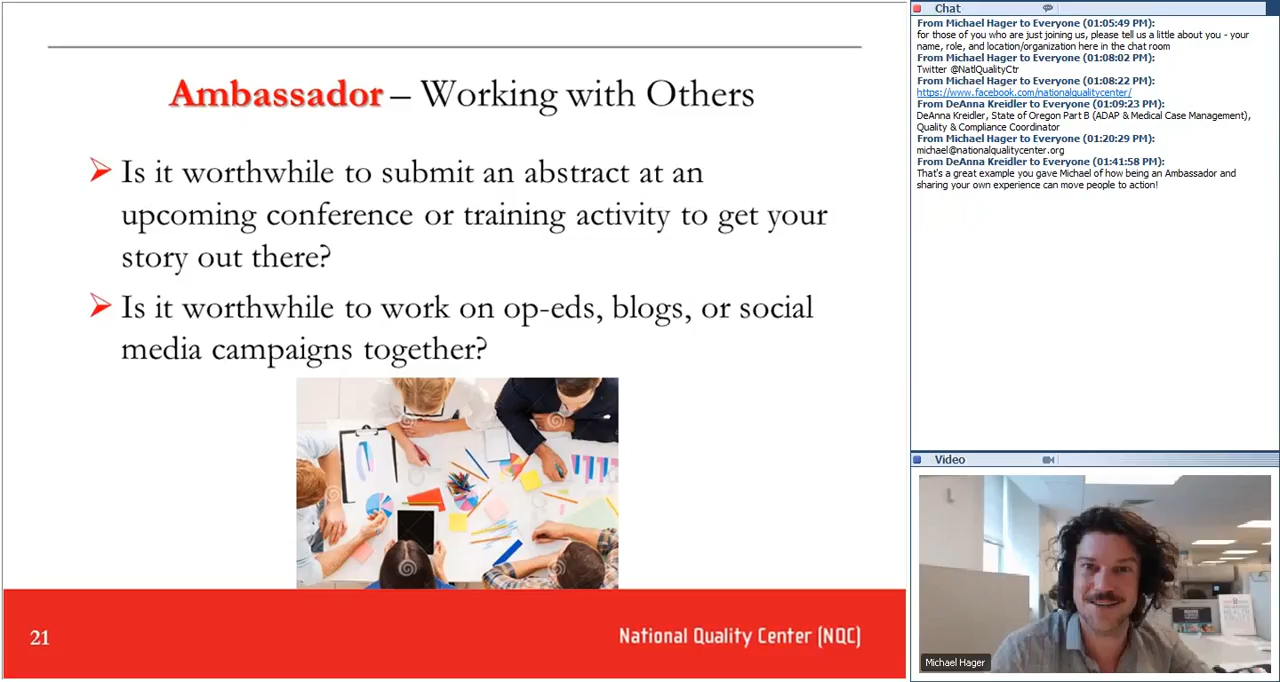 Ambassador – Working with Others
Is it worthwhile to submit an abstract at an
upcoming conference or training activity to get your
story out there?
Is it worthwhile to work on op-eds, blogs, or social
media campaigns together?
21
National Quality Center (NQC)
Chat
From Michael Hager to Everyone (01:05:49 PM):
for those of you who are just joining us, please tell us a little about you - your
name, role, and location/organization here in the chat room
From Michael Hager to Everyone (01:08:02 PM):
Twitter @NatlQualityCtr
From Michael Hager to Everyone (01:08:22 PM):
https://www.facebook.com/nationalqualitycenter/
From DeAnna Kreidler to Everyone (01:09:23 PM):
DeAnna Kreidler, State of Oregon Part B (ADAP & Medical Case Management),
Quality & Compliance Coordinator
From Michael Hager to Everyone (01:20:29 PM):
michael@nationalqualitycenter.org
From DeAnna Kreidler to Everyone (01:41:58 PM):
That's a great example you gave Michael of how being an Ambassador and
sharing your own experience can move people to action!
Video
Michael Hager